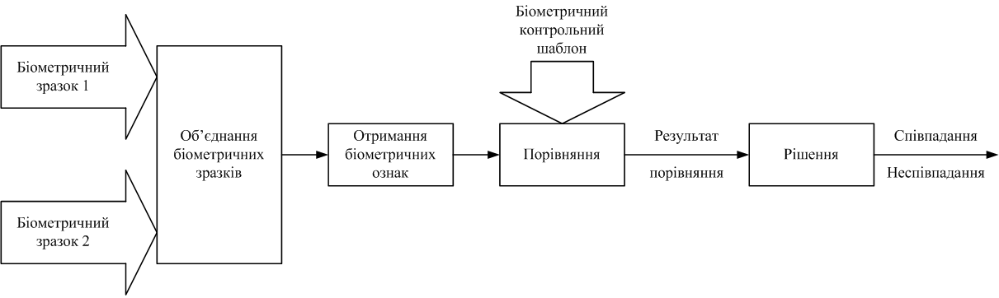 Біометричний
зразок 1
Біометричний
зразок 2
Об’єднання
біометричних
зразків
Отримання
біометричних
ознак
Біометричний
контрольний
шаблон
Порівняння
Результат
порівняння
Рішення
Співпадання
Неспівпадання